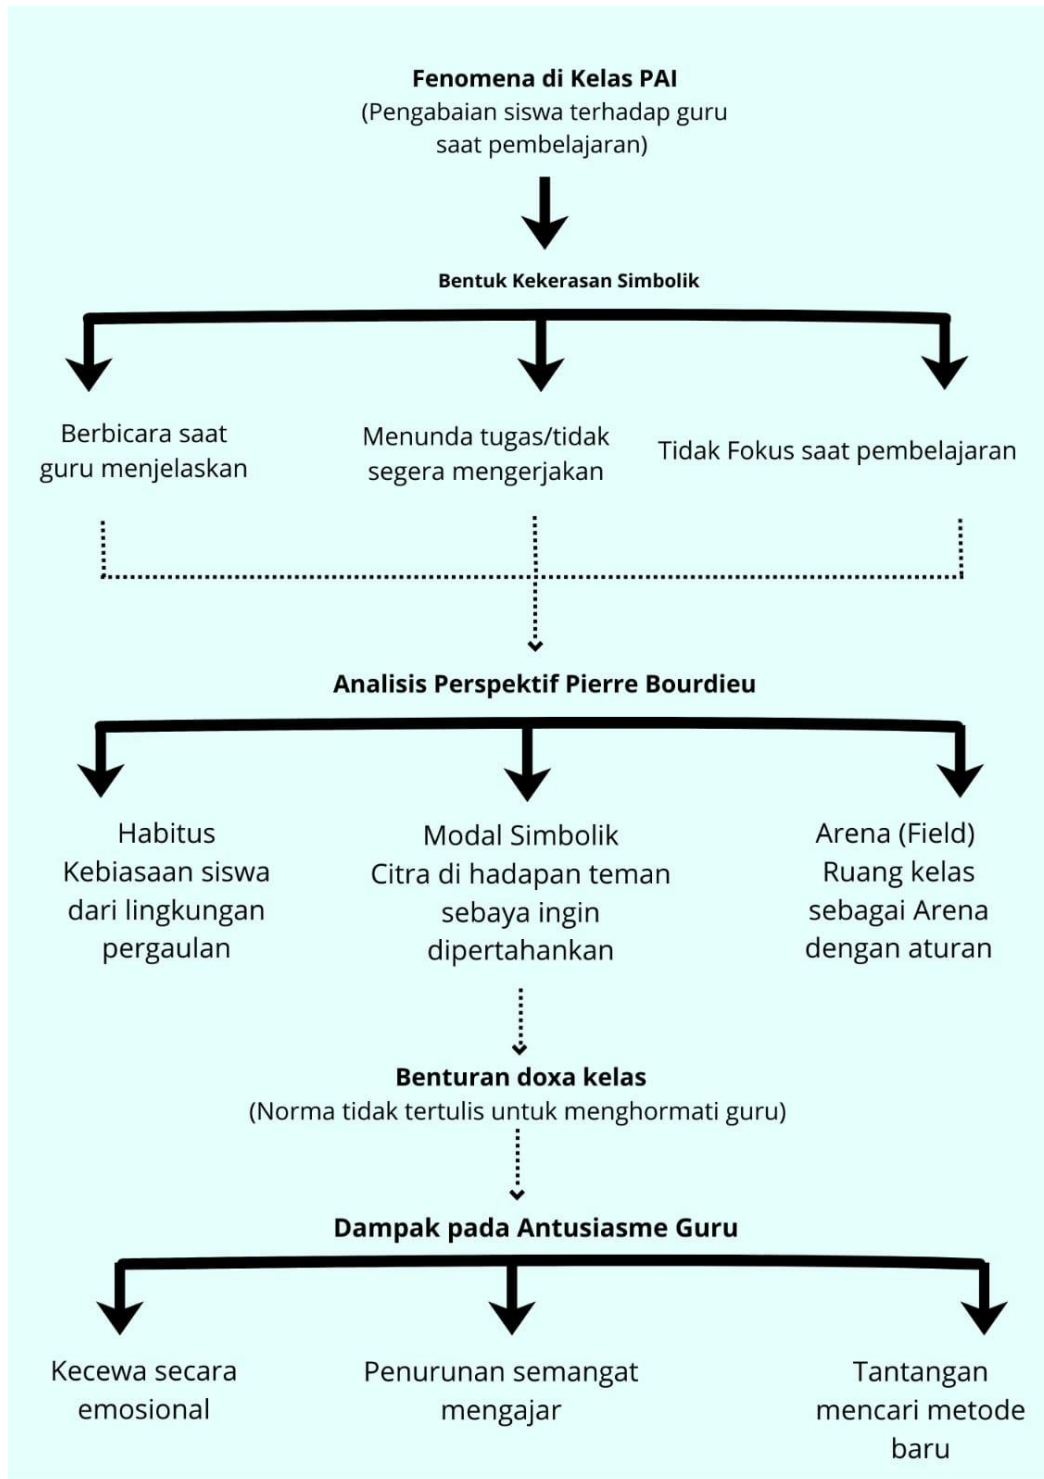 Fenomena di Kelas PAI
(Pengabaian siswa terhadap guru
saat pembelajaran)
Bentuk Kekerasan Simbolik
Berbicara saat
guru menjelaskan
Menunda tugas/tidak
segera mengerjakan
Tidak Fokus saat pembelajaran
Analisis Perspektif Pierre Bourdieu
Habitus
Kebiasaan siswa
dari lingkungan
pergaulan
Modal Simbolik
Citra di hadapan teman
sebaya ingin
dipertahankan
Arena (Field)
Ruang kelas
sebagai Arena
dengan aturan
Benturan doxa kelas
(Norma tidak tertulis untuk menghormati guru)
Dampak pada Antusiasme Guru
Kecewa secara
emosional
Penurunan semangat
mengajar
Tantangan
mencari metode
baru